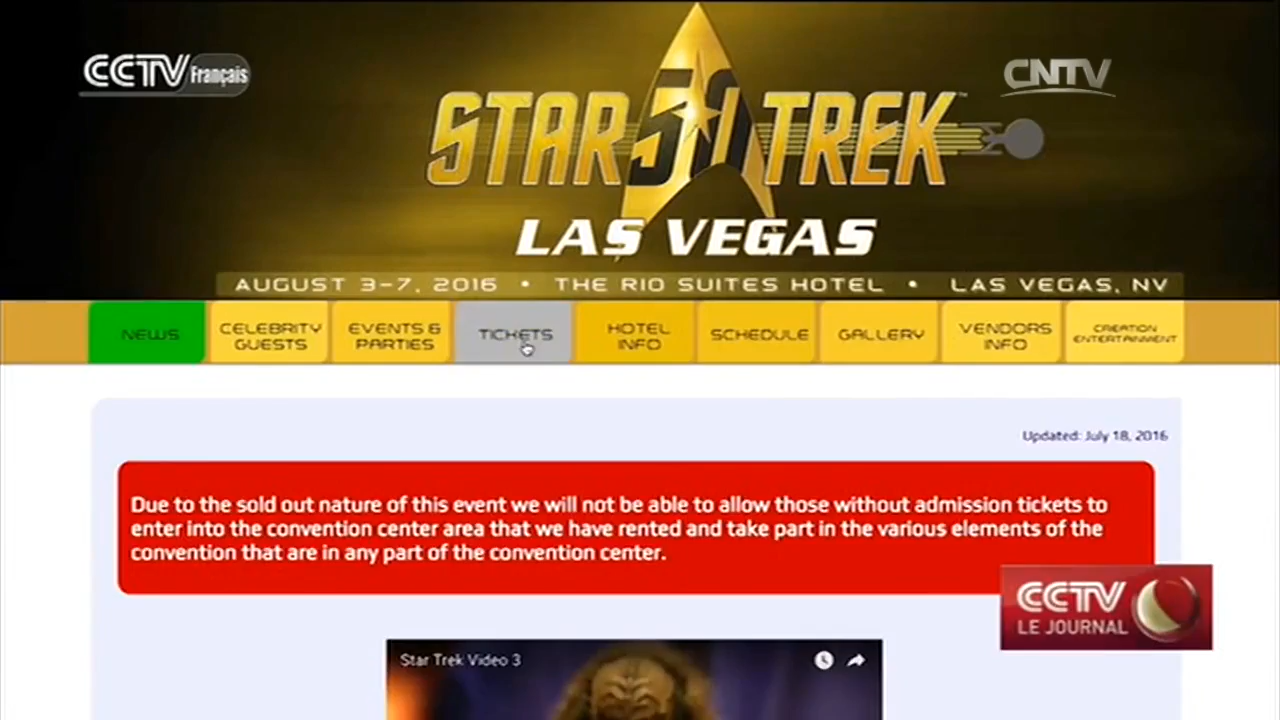 CCTV Français
CNTV
STAR 50 TREK
LAS VEGAS
AUGUST 3-7, 2016 • THE RIO SUITES HOTEL • LAS VEGAS, NV
NEWS
CELEBRITY
GUESTS
EVENTS &
PARTIES
TICKETS
HOTEL
INFO
SCHEDULE
GALLERY
VENDORS
INFO
CREATION
ENTERTAINMENT
Updated: July 18, 2016
Due to the sold out nature of this event we will not be able to allow those without admission tickets to
enter into the convention center area that we have rented and take part in the various elements of the
convention that are in any part of the convention center.
CCTV
LE JOURNAL
Star Trek Video 3